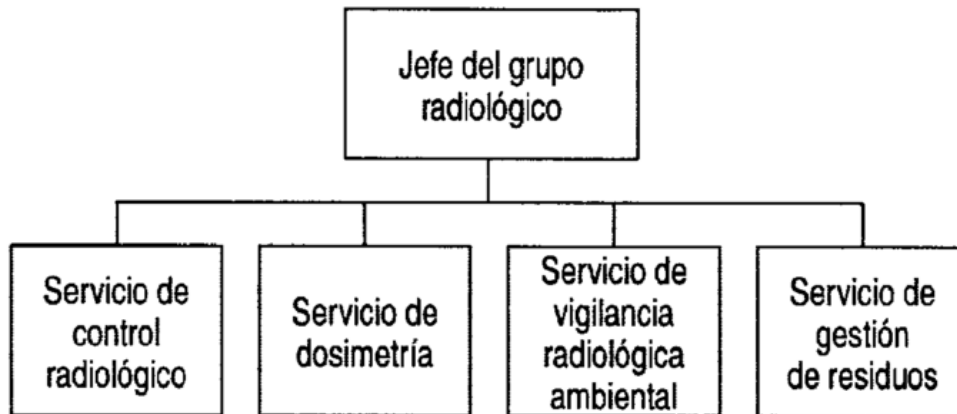 Jefe del grupo
radiológico
Servicio de
control
radiológico
Servicio de
dosimetría
Servicio de
vigilancia
radiológica
ambiental
Servicio de
gestión
de residuos